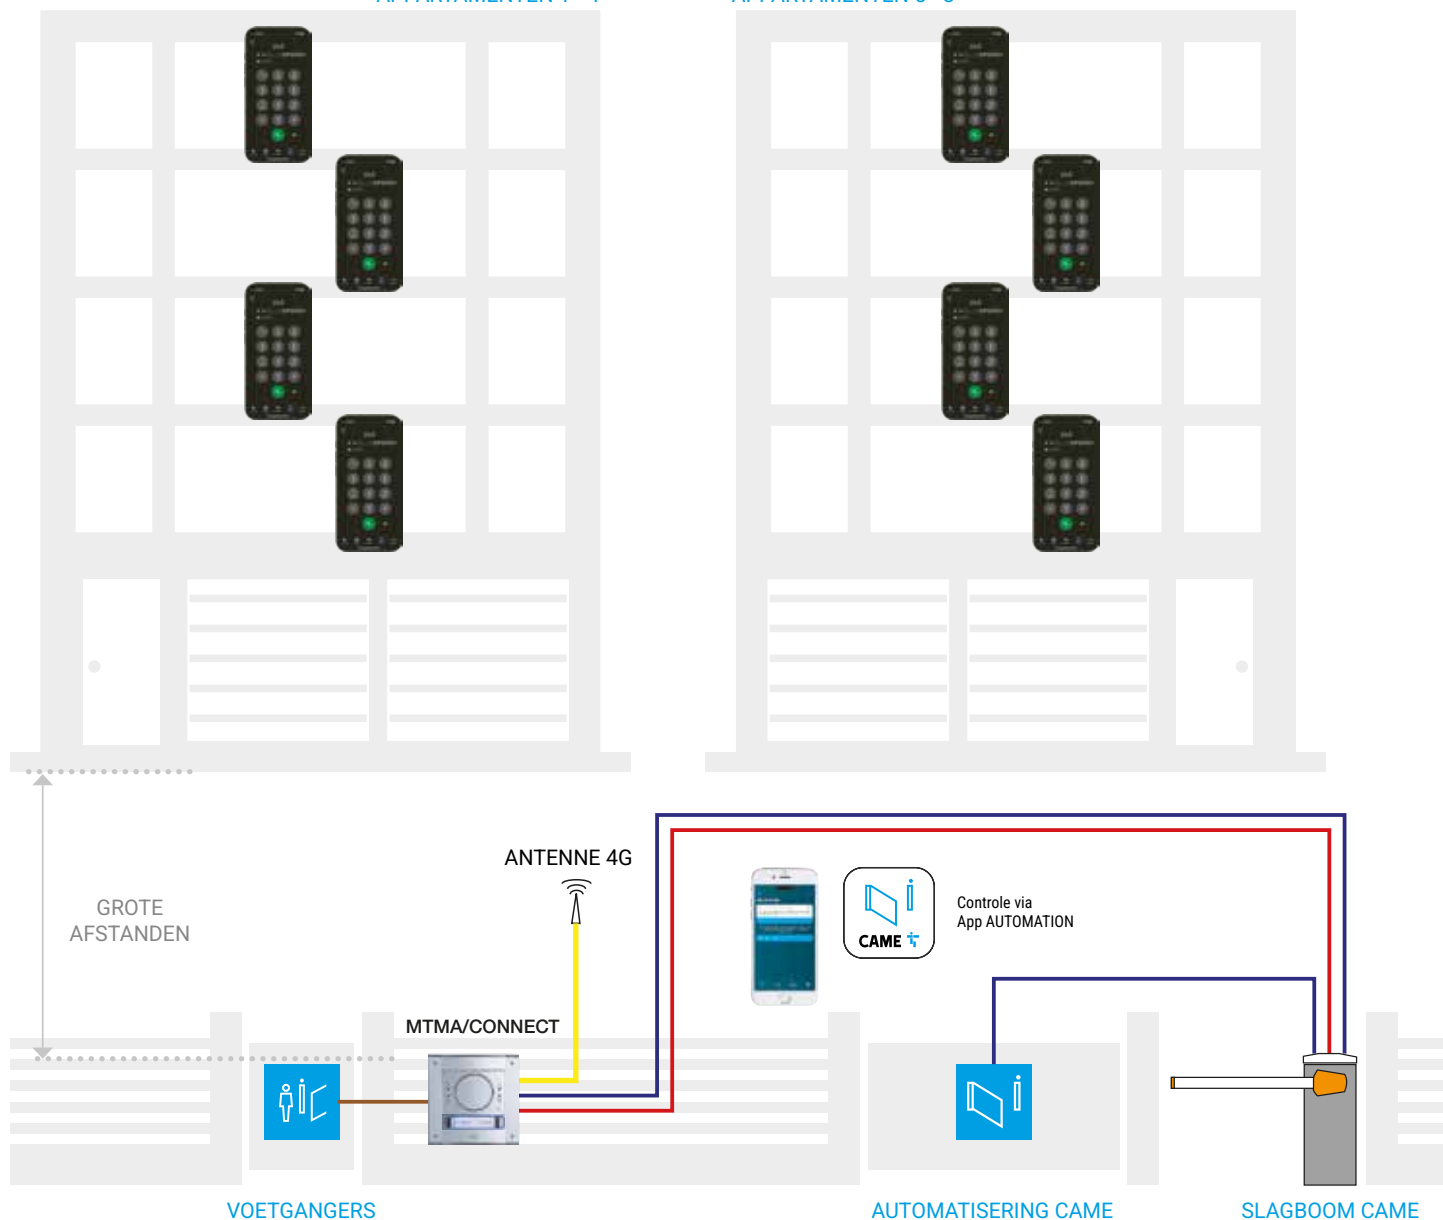 ANTENNE 4G
GROTE
AFSTANDEN
Controle via
App AUTOMATION
CAME
MTMA/CONNECT
VOETGANGERS
AUTOMATISERING CAME
SLAGBOOM CAME